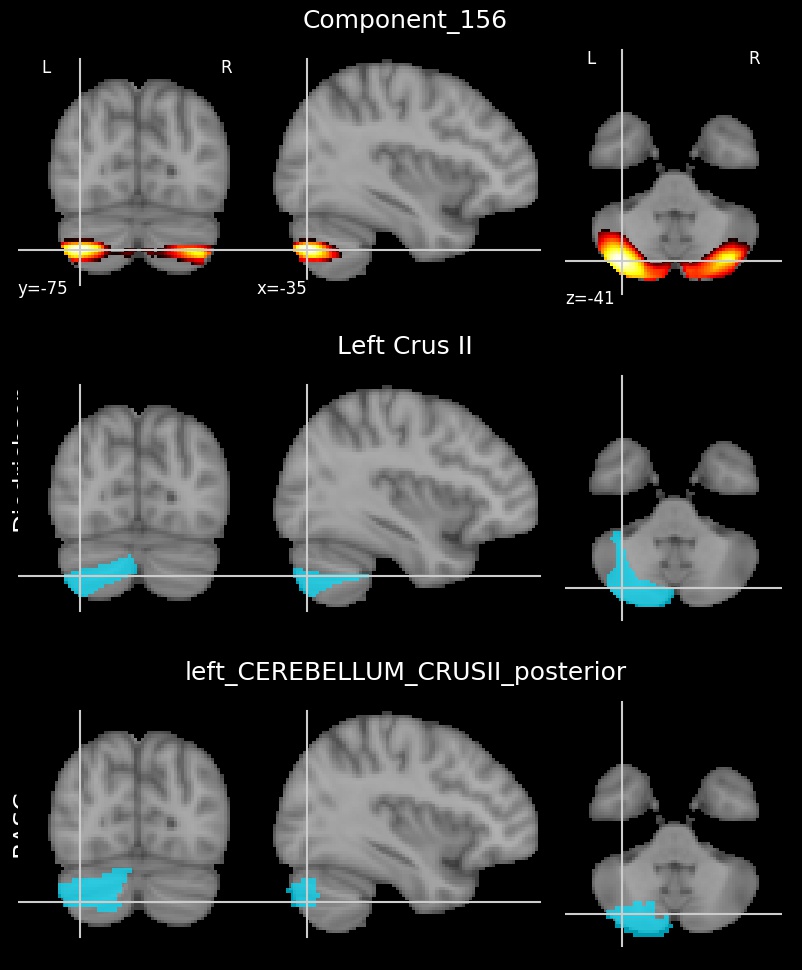 Component_156
L R L R
y=-75 x=-35 z=-41
Left Crus II
left_CEREBELLUM_CRUSII_posterior